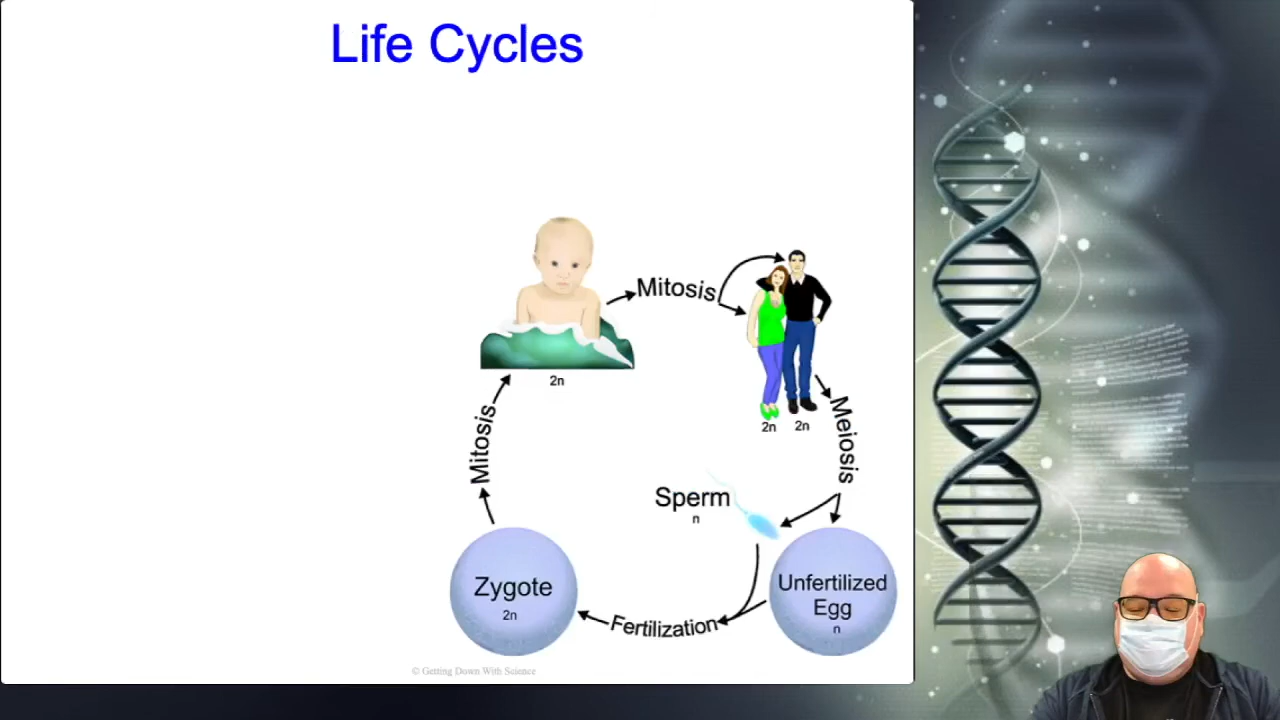 Life Cycles
Mitosis
2n
2n 2n
Mitosis
Meiosis
Sperm
n
Zygote
2n
Unfertilized
Egg
n
Fertilization
© Getting Down With Science